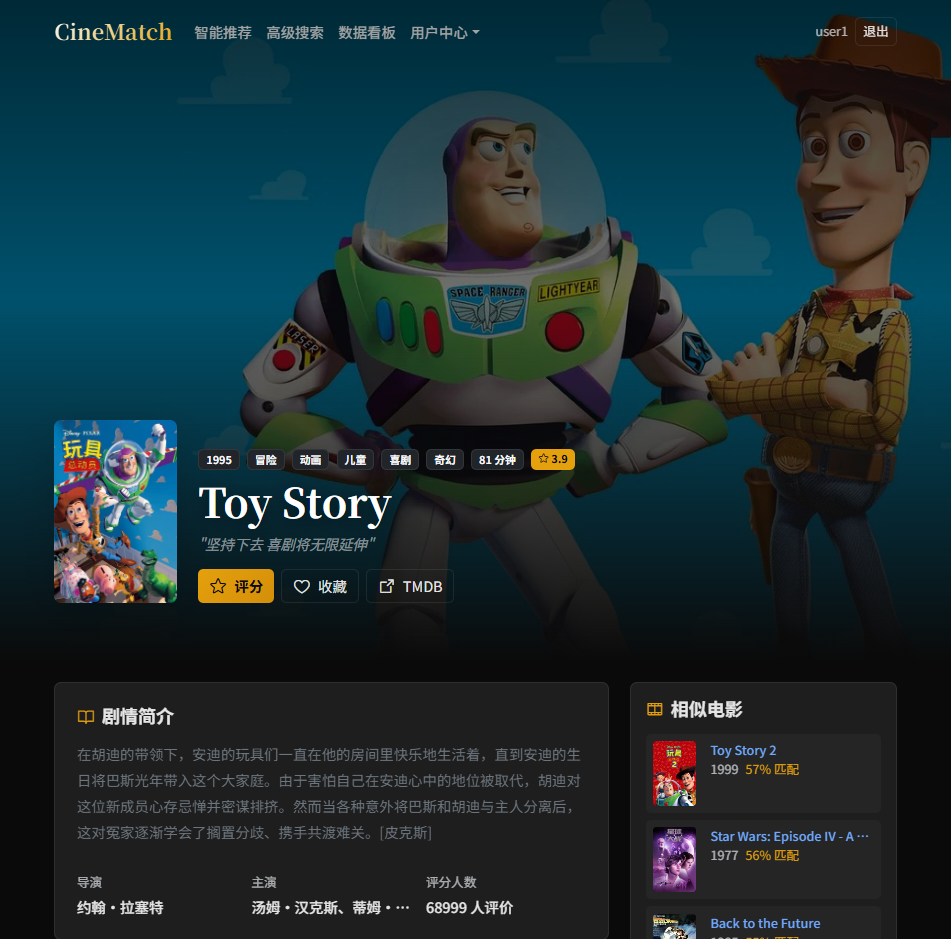 CineMatch 智能推荐 高级搜索 数据看板 用户中心 user1 退出
SPACE RANGER
LIGHTYEAR
LASER
Disney PIXAR
玩具
总动员
1995 冒险 动画 儿童 喜剧 奇幻 81 分钟 3.9
Toy Story
"坚持下去 喜剧将无限延伸"
评分 收藏 TMDB
剧情简介
在胡迪的带领下，安迪的玩具们一直在他的房间里快乐地生活着，直到安迪的生
日将巴斯光年带入这个大家庭。由于害怕自己在安迪心中的地位被取代，胡迪对
这位新成员心存忌惮并密谋排挤。然而当各种意外将巴斯和胡迪与主人分离后，
这对冤家逐渐学会了搁置分歧、携手共渡难关。[皮克斯]
导演 主演 评分人数
约翰·拉塞特 汤姆·汉克斯、蒂姆·… 68999 人评价
相似电影
玩具
2
Toy Story 2
1999 57% 匹配
Star Wars: Episode IV - A …
1977 56% 匹配
Back to the Future